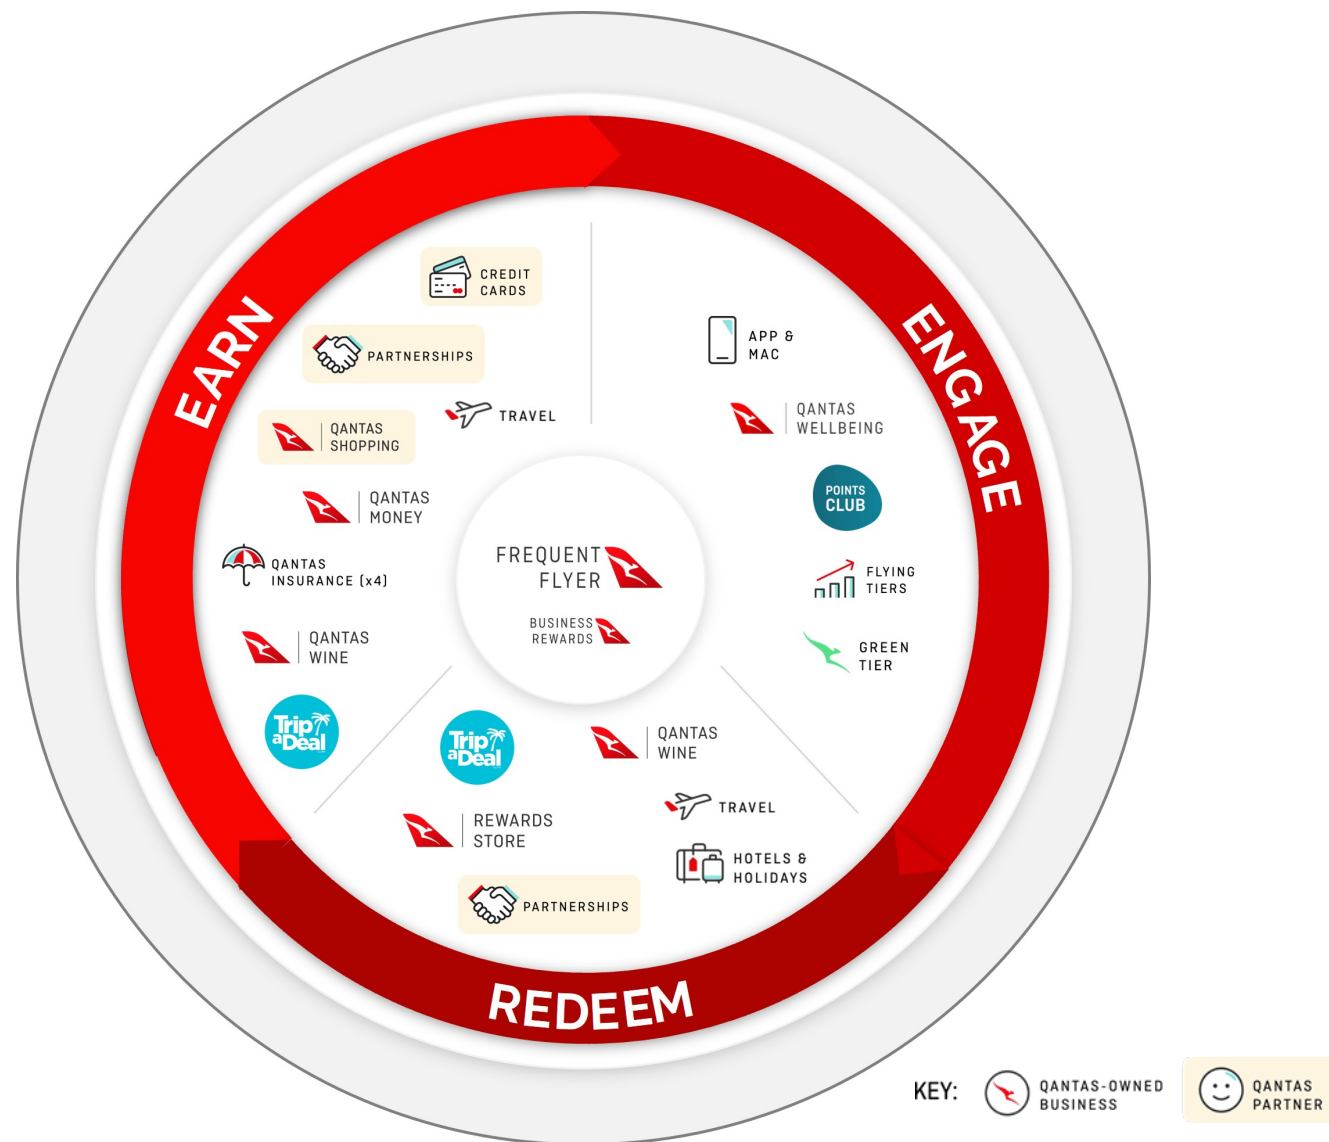 EARN
CREDIT
CARDS
PARTNERSHIPS
TRAVEL
QANTAS
SHOPPING
QANTAS
MONEY
QANTAS
INSURANCE (x4)
QANTAS
WINE
Trip
aDeal
ENGAGE
APP &
MAC
QANTAS
WELLBEING
POINTS
CLUB
FLYING
TIERS
GREEN
TIER
FREQUENT
FLYER
BUSINESS
REWARDS
Trip
aDeal
QANTAS
WINE
TRAVEL
REWARDS
STORE
HOTELS &
HOLIDAYS
PARTNERSHIPS
REDEEM
KEY:
QANTAS-OWNED
BUSINESS
QANTAS
PARTNER